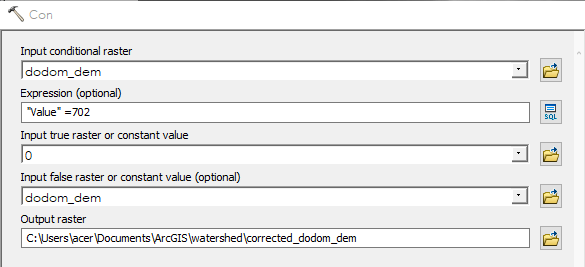 Con
Input conditional raster
dodom_dem
Expression (optional)
"Value" =702
SQL
Input true raster or constant value
0
Input false raster or constant value (optional)
dodom_dem
Output raster
C:\Users\acer\Documents\ArcGIS\watershed\corrected_dodom_dem